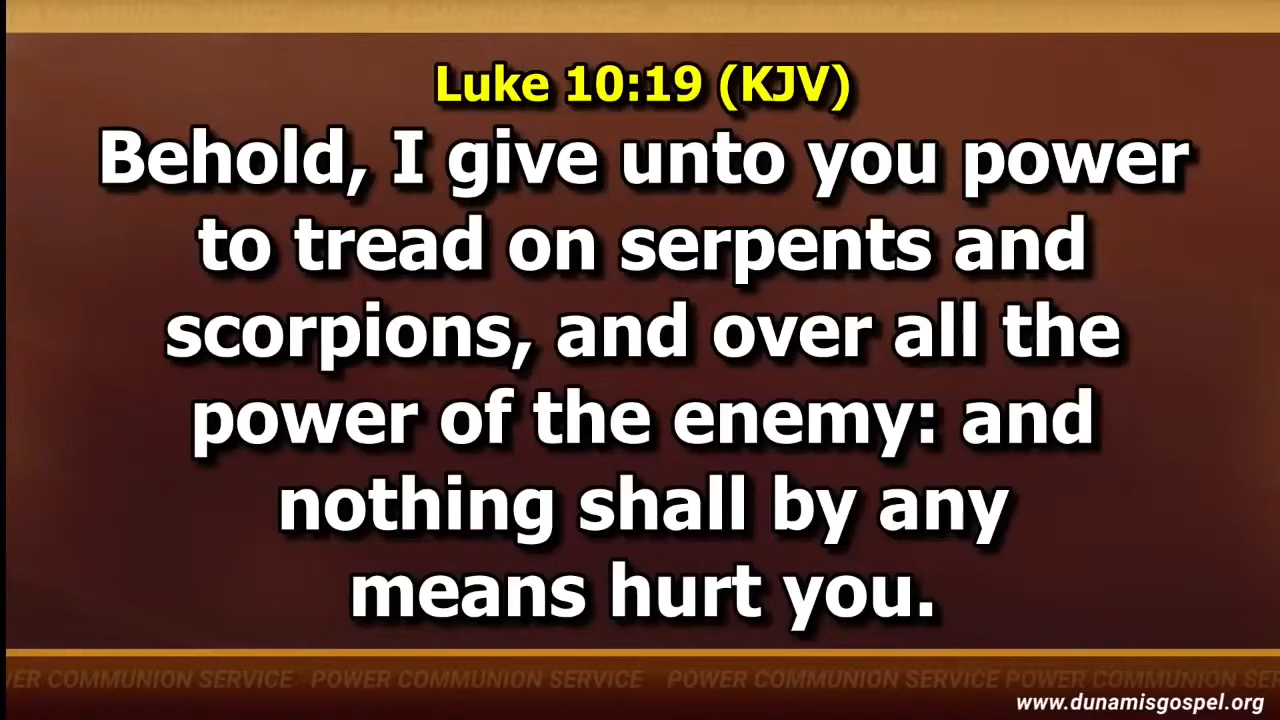 Luke 10:19 (KJV)
Behold, I give unto you power
to tread on serpents and
scorpions, and over all the
power of the enemy: and
nothing shall by any
means hurt you.
ER COMMUNION SERVICE POWER COMMUNION SERVICE POWER COMMUNION SERVICE POWER COMMUNION SER
www.dunamisgospel.org